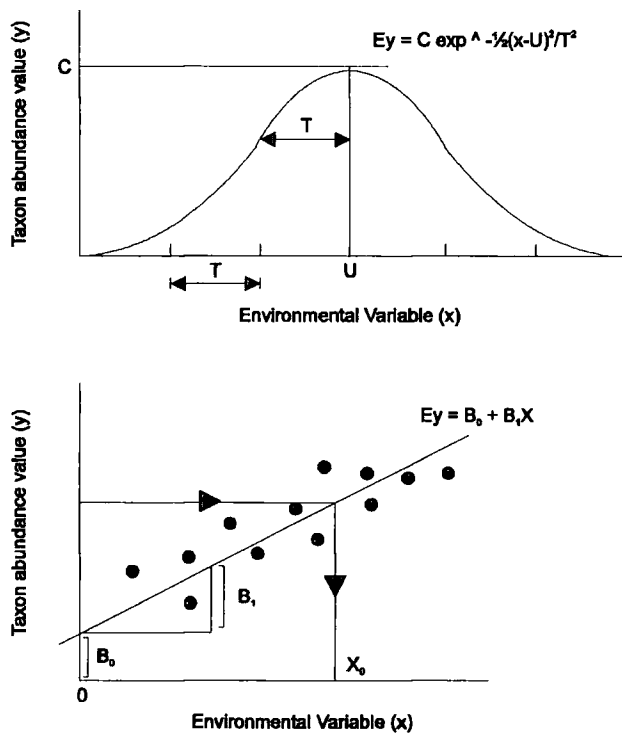 Ey = C exp ^ -½(x-U)²/T²
C
Taxon abundance value (y)
T
T
U
Environmental Variable (x)
Ey = B₀ + B₁X
Taxon abundance value (y)
B₁
B₀
X₀
0
Environmental Variable (x)